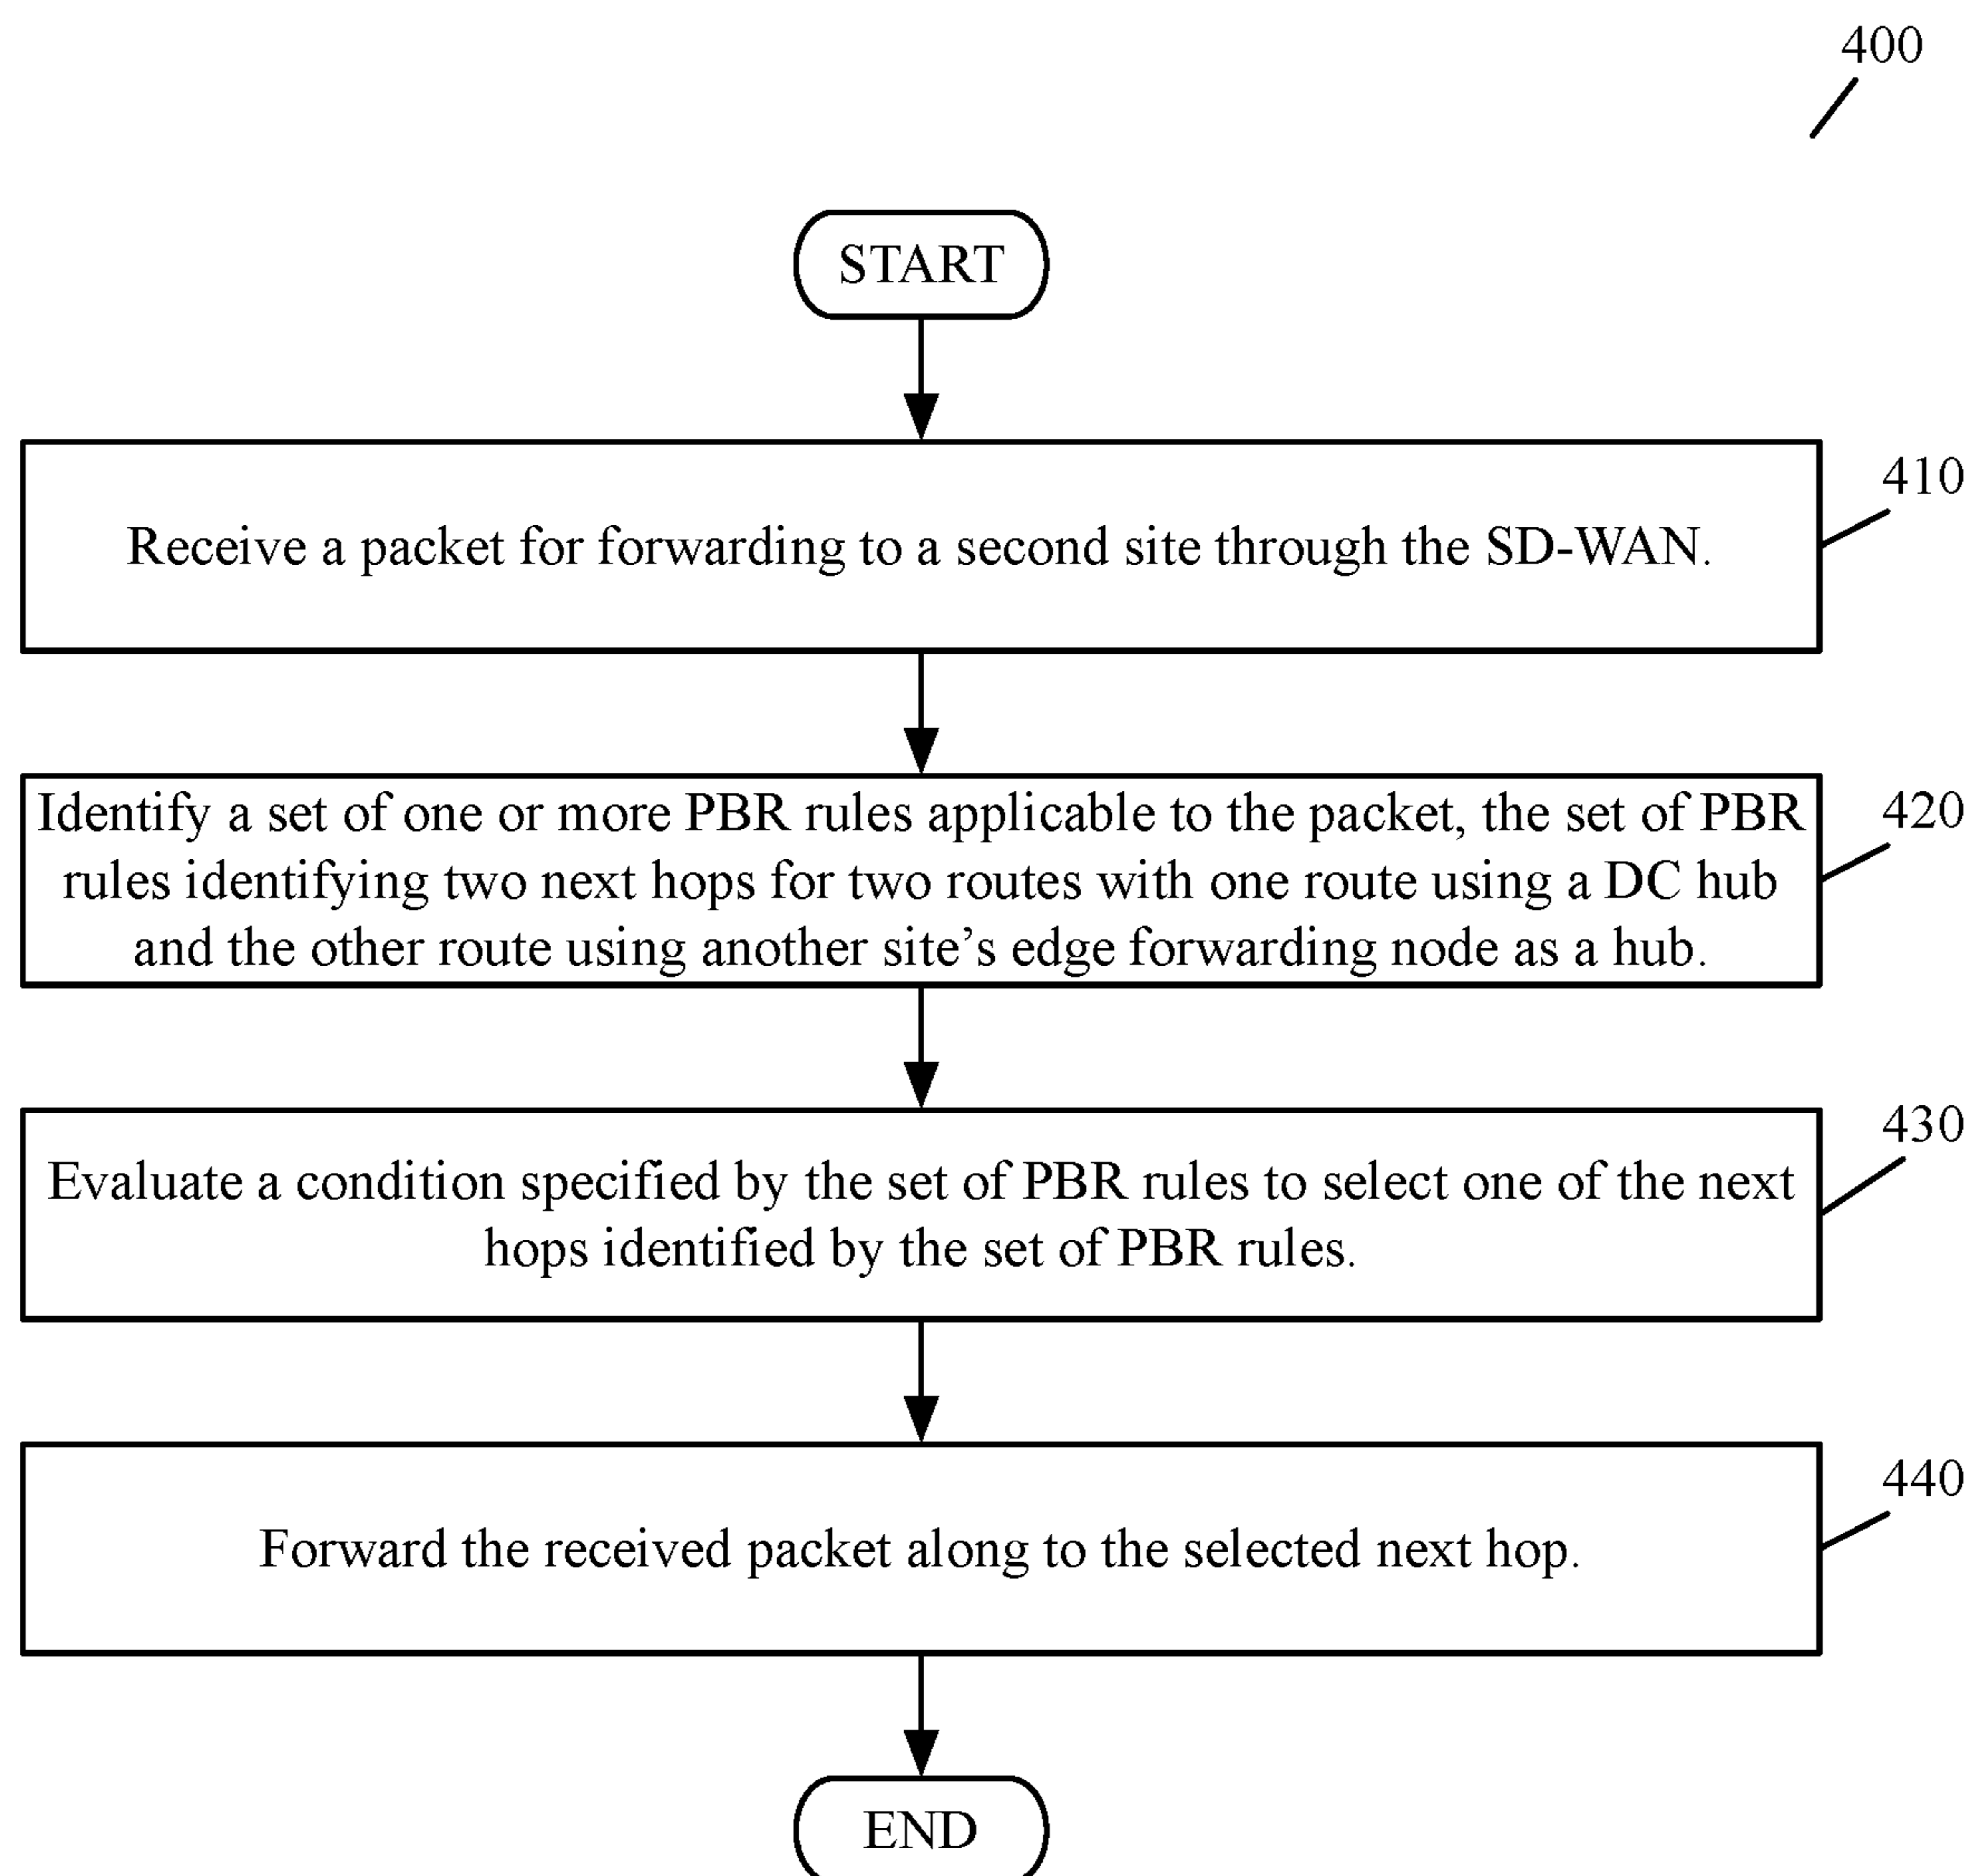 400
START
410
Receive a packet for forwarding to a second site through the SD-WAN.
420
Identify a set of one or more PBR rules applicable to the packet, the set of PBR
rules identifying two next hops for two routes with one route using a DC hub
and the other route using another site’s edge forwarding node as a hub.
430
Evaluate a condition specified by the set of PBR rules to select one of the next
hops identified by the set of PBR rules.
440
Forward the received packet along to the selected next hop.
END